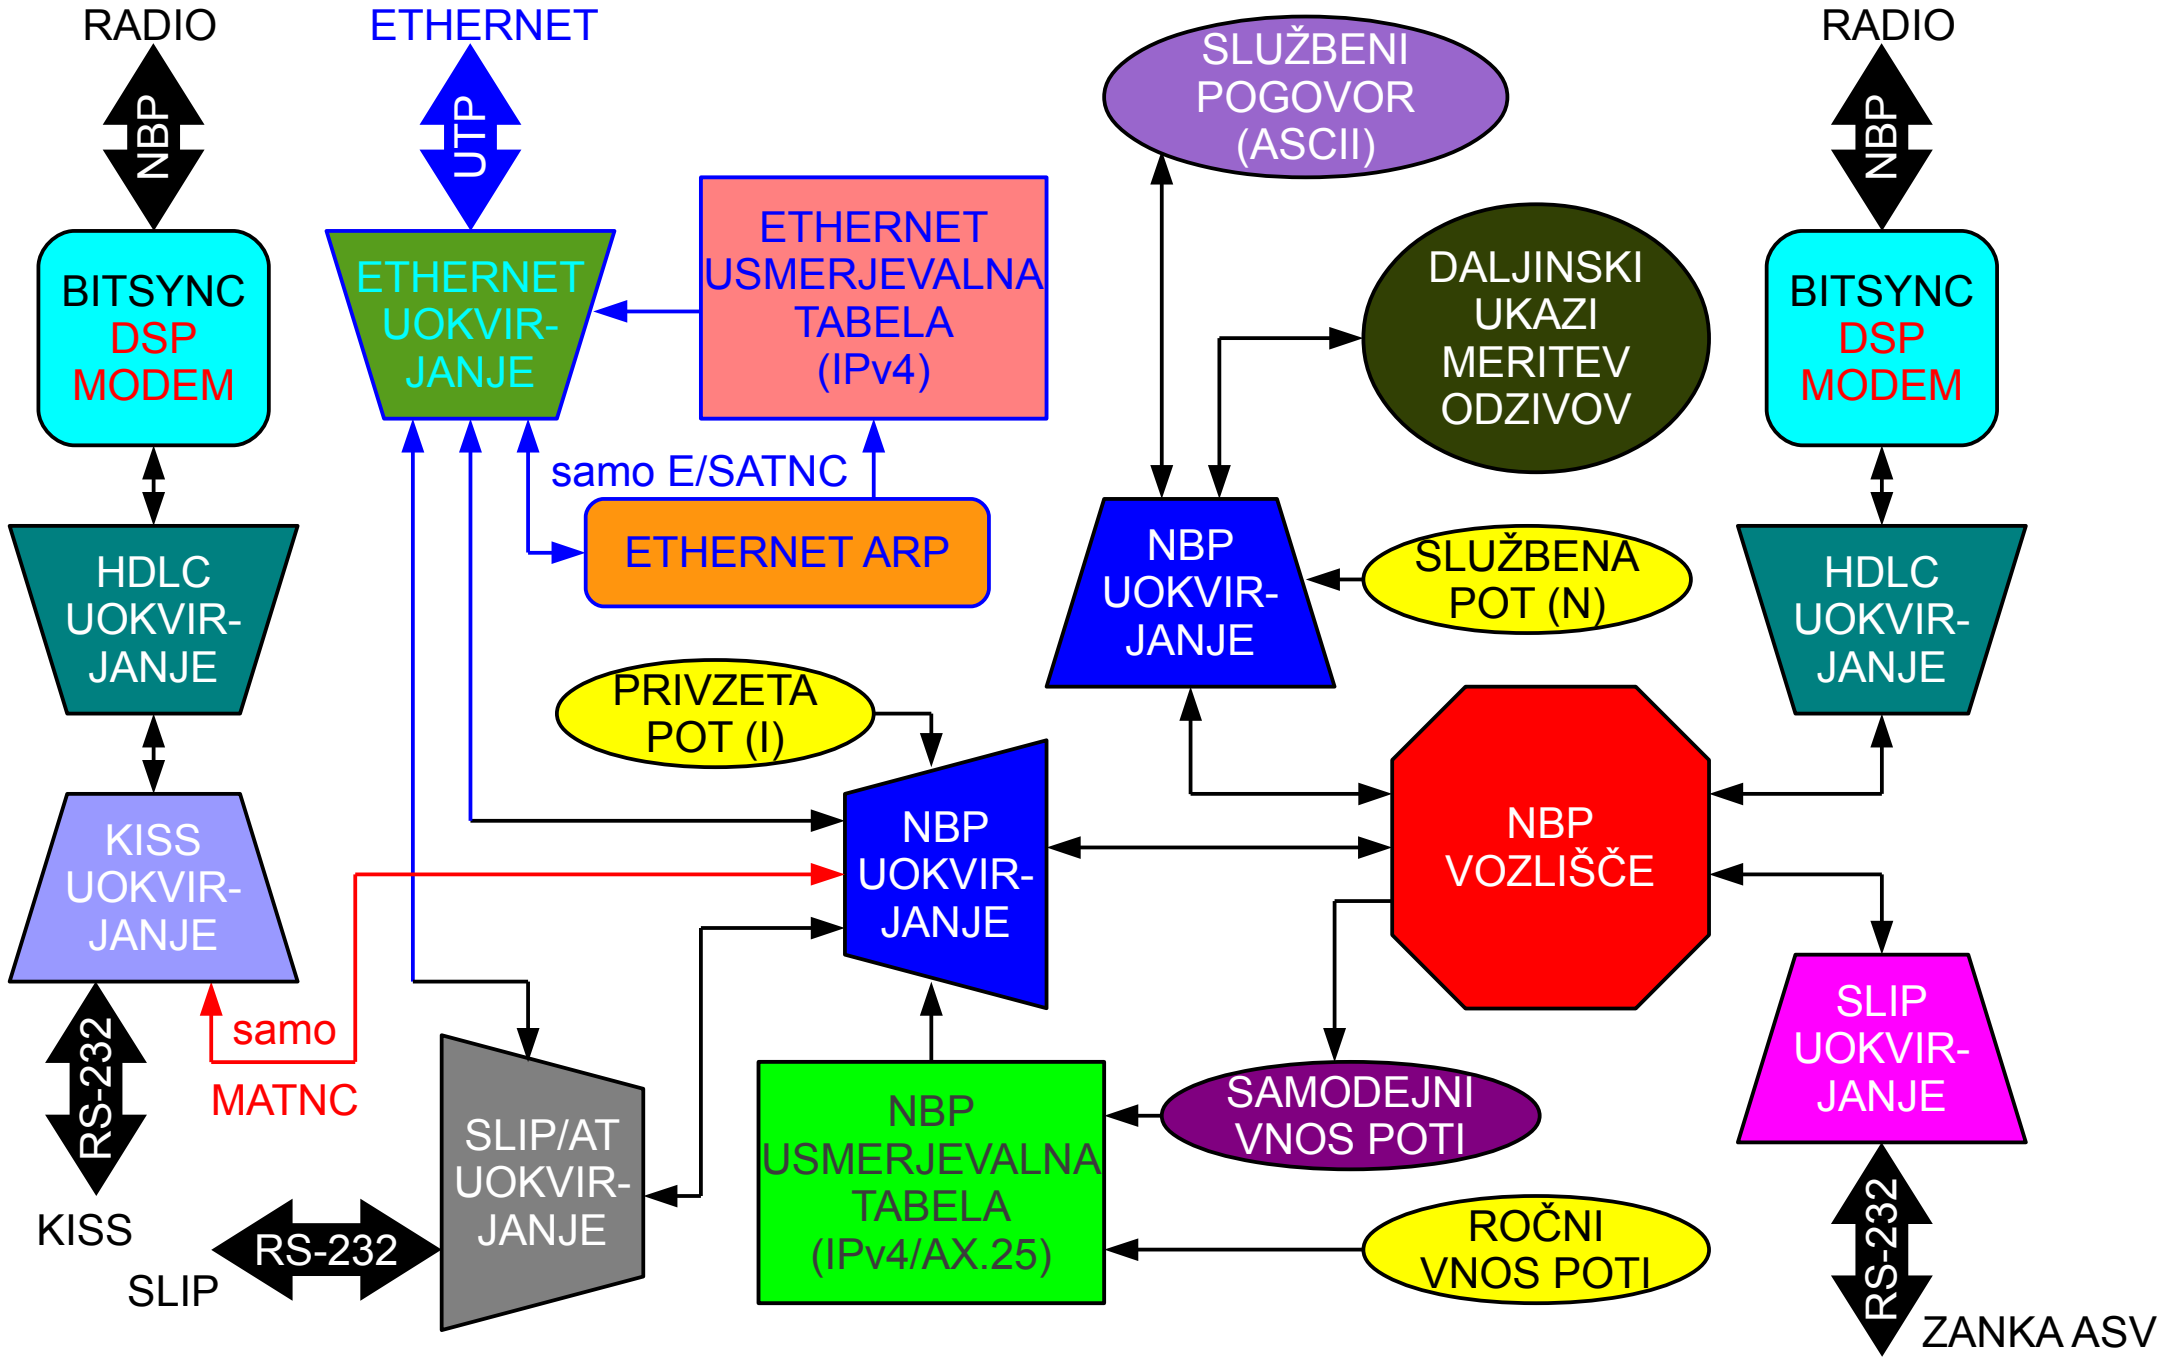 RADIO
ETHERNET
RADIO
NBP
UTP
NBP
SLUŽBENI
POGOVOR
(ASCII)
BITSYNC
DSP
MODEM
ETHERNET
UOKVIR-
JANJE
ETHERNET
USMERJEVALNA
TABELA
(IPv4)
DALJINSKI
UKAZI
MERITEV
ODZIVOV
BITSYNC
DSP
MODEM
samo E/SATNC
ETHERNET ARP
HDLC
UOKVIR-
JANJE
NBP
UOKVIR-
JANJE
SLUŽBENA
POT (N)
HDLC
UOKVIR-
JANJE
PRIVZETA
POT (I)
KISS
UOKVIR-
JANJE
NBP
UOKVIR-
JANJE
NBP
VOZLIŠČE
samo
MATNC
RS-232
KISS
SLIP
RS-232
SLIP/AT
UOKVIR-
JANJE
NBP
USMERJEVALNA
TABELA
(IPv4/AX.25)
SAMODEJNI
VNOS POTI
ROČNI
VNOS POTI
SLIP
UOKVIR-
JANJE
RS-232
ZANKA ASV